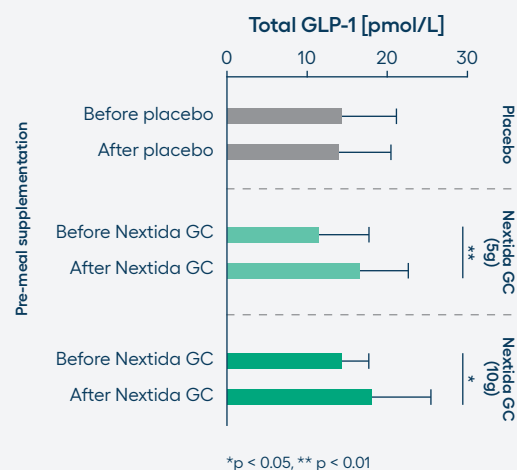 Total GLP-1 [pmol/L]
0 10 20 30
Pre-meal supplementation
Before placebo
After placebo
Placebo
Before Nextida GC
After Nextida GC
Nextida GC
(5g)
**
Before Nextida GC
After Nextida GC
Nextida GC
(10g)
*
*p < 0.05, ** p < 0.01